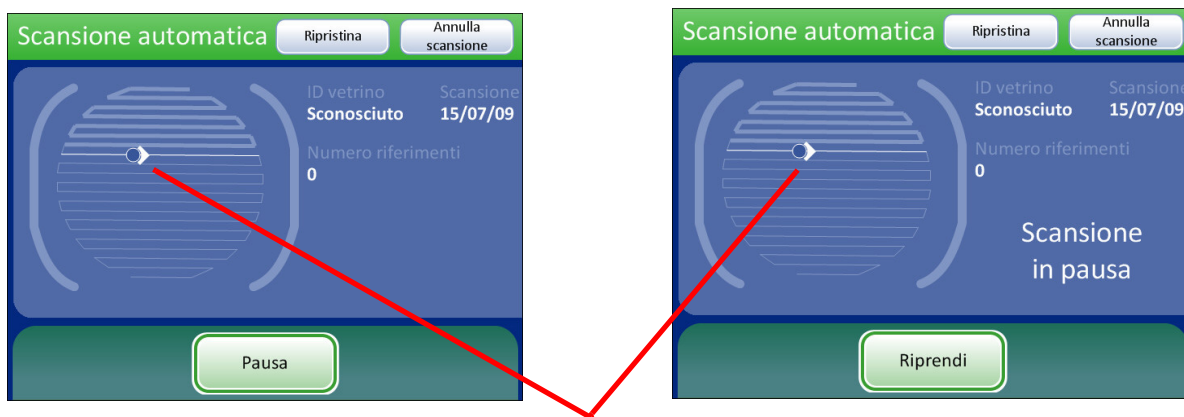 Scansione automatica
Ripristina
Annulla
scansione
ID vetrino
Scansione
Sconosciuto
15/07/09
Numero riferimenti
0
Pausa
Scansione automatica
Ripristina
Annulla
scansione
ID vetrino
Scansione
Sconosciuto
15/07/09
Numero riferimenti
0
Scansione
in pausa
Riprendi